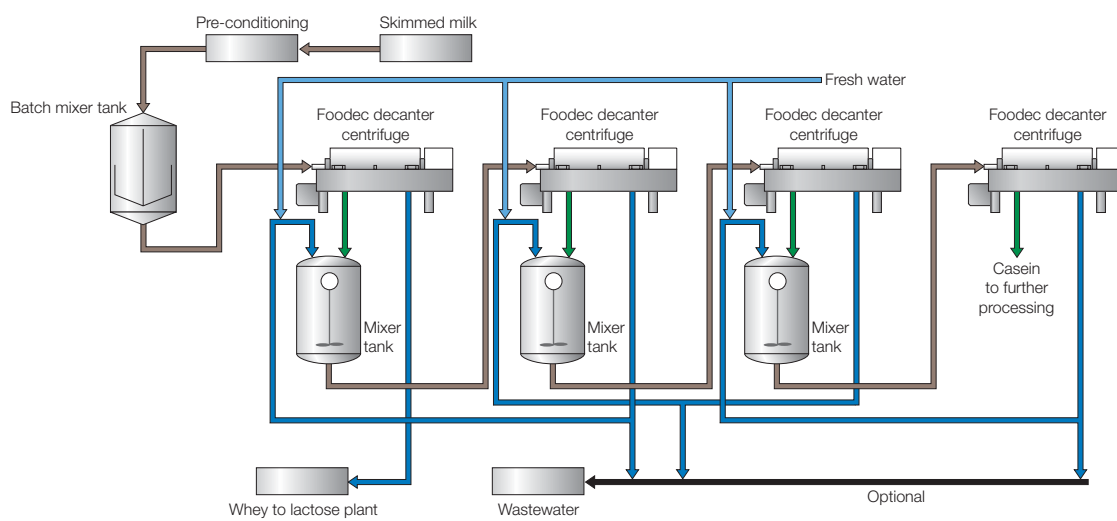 Pre-conditioning
Skimmed milk
Batch mixer tank
Fresh water
Foodec decanter
centrifuge
Foodec decanter
centrifuge
Foodec decanter
centrifuge
Foodec decanter
centrifuge
Casein
to further
processing
Mixer
tank
Mixer
tank
Mixer
tank
Whey to lactose plant
Wastewater
Optional